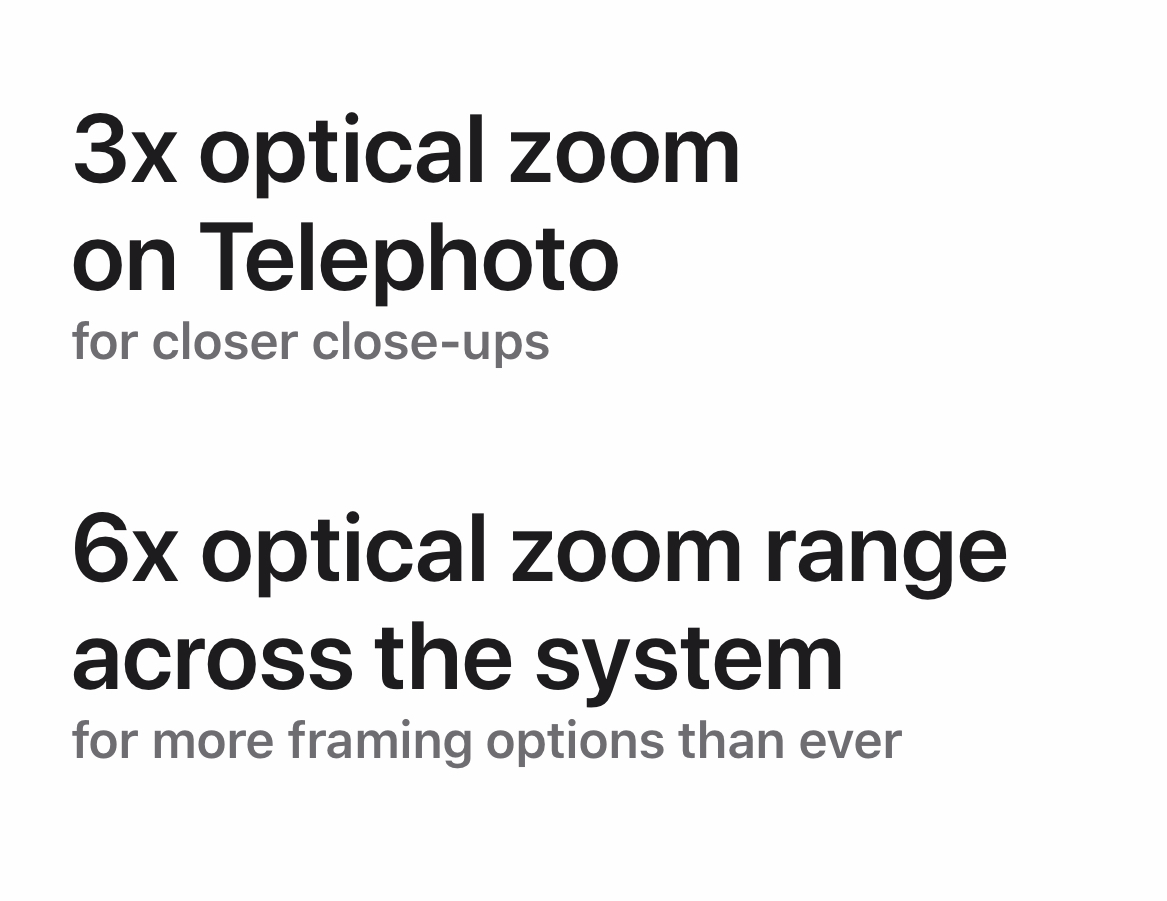 3x optical zoom
on Telephoto
for closer close-ups
6x optical zoom range
across the system
for more framing options than ever